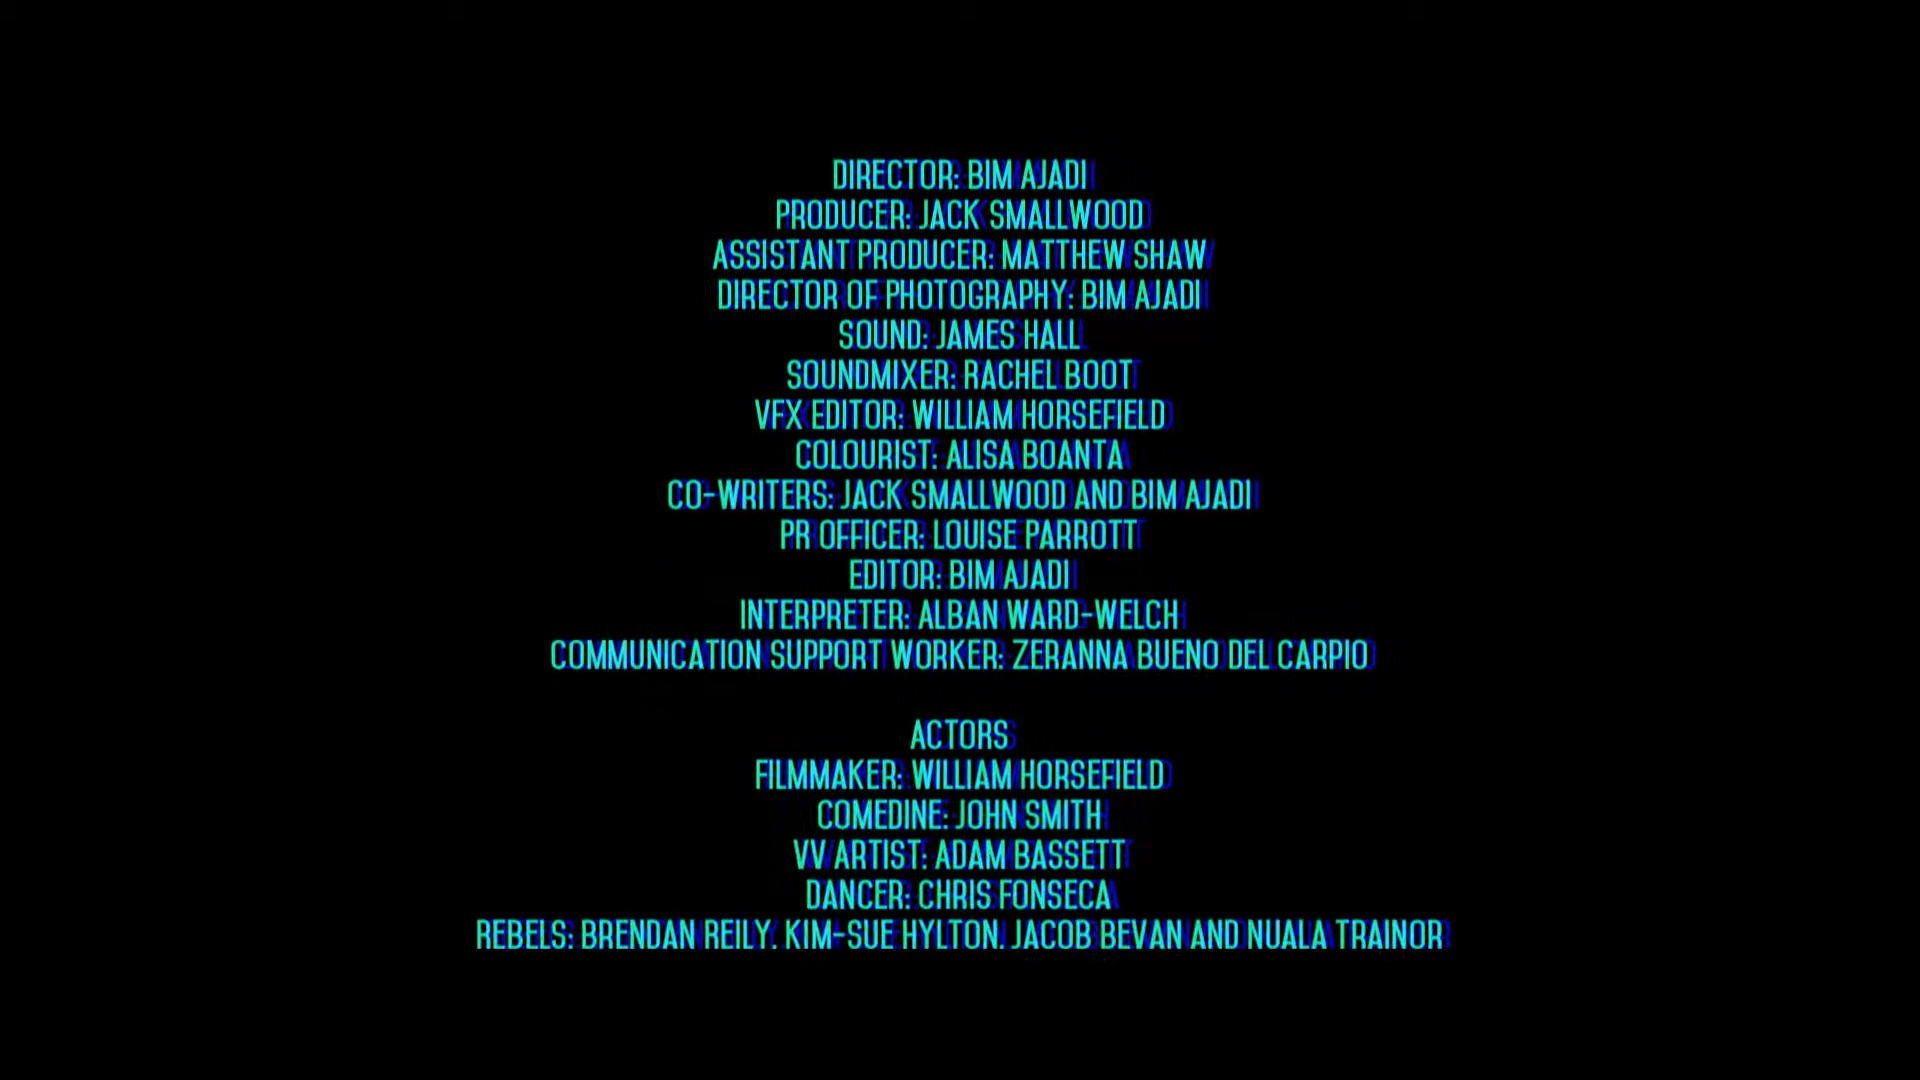 DIRECTOR: BIM AJADI
PRODUCER: JACK SMALLWOOD
ASSISTANT PRODUCER: MATTHEW SHAW
DIRECTOR OF PHOTOGRAPHY: BIM AJADI
SOUND: JAMES HALL
SOUNDMIXER: RACHEL BOOT
VFX EDITOR: WILLIAM HORSEFIELD
COLOURIST: ALISA BOANTA
CO-WRITERS: JACK SMALLWOOD AND BIM AJADI
PR OFFICER: LOUISE PARROTT
EDITOR: BIM AJADI
INTERPRETER: ALBAN WARD-WELCH
COMMUNICATION SUPPORT WORKER: ZERANNA BUENO DEL CARPIO
ACTORS
FILMMAKER: WILLIAM HORSEFIELD
COMEDINE: JOHN SMITH
VV ARTIST: ADAM BASSETT
DANCER: CHRIS FONSECA
REBELS: BRENDAN REILY, KIM-SUE HYLTON, JACOB BEVAN AND NUALA TRAINOR